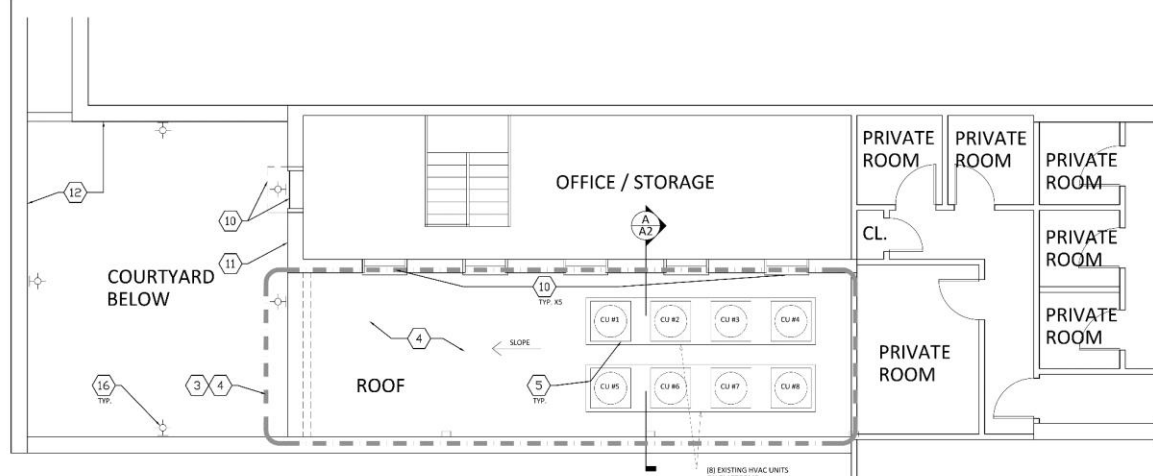 PRIVATE
ROOM
PRIVATE
ROOM
PRIVATE
ROOM
OFFICE / STORAGE
12
10
A
A2
CL.
PRIVATE
ROOM
11
COURTYARD
BELOW
10
TYP. X5
CU #1
CU #2
CU #3
CU #4
4
SLOPE
PRIVATE
ROOM
PRIVATE
ROOM
16
TYP.
3
4
ROOF
5
TYP.
CU #5
CU #6
CU #7
CU #8
(8) EXISTING HVAC UNITS